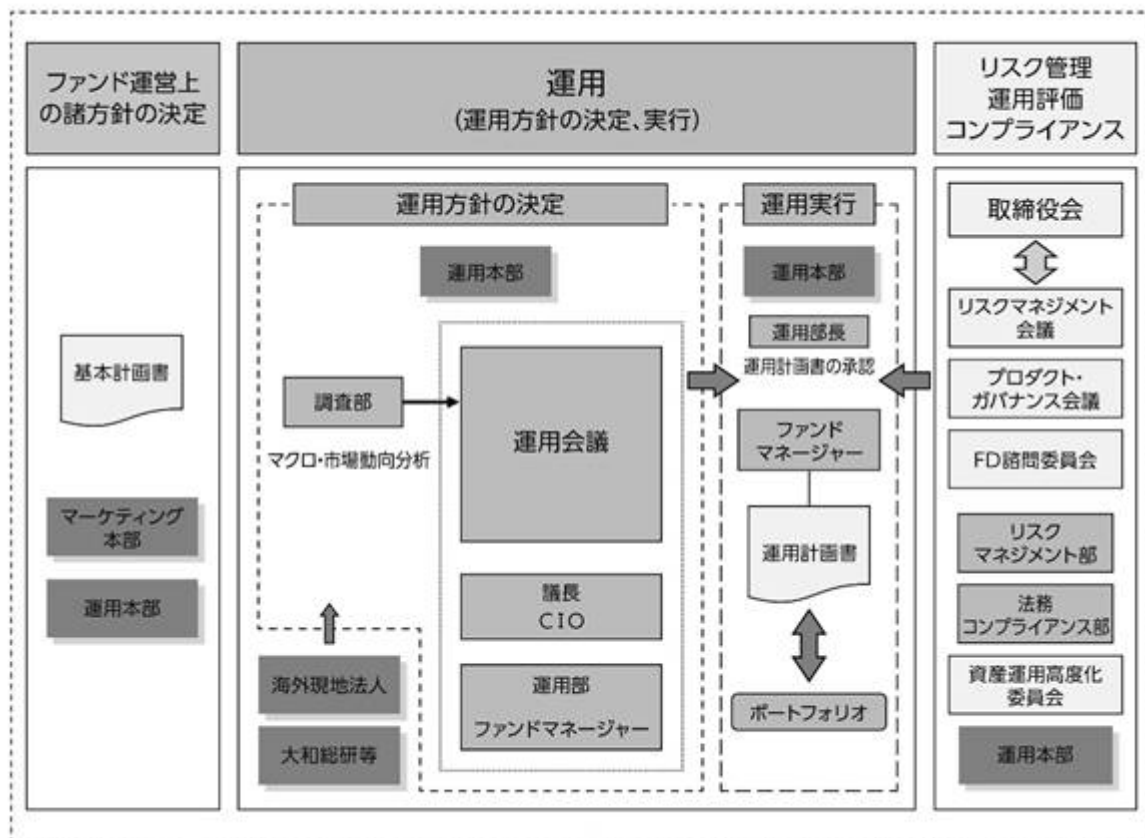 ファンド運営上
の諸方針の決定
運用
(運用方針の決定、実行)
リスク管理
運用評価
コンプライアンス
基本計画書
マーケティング
本部
運用本部
運用方針の決定
運用本部
調査部
マクロ・市場動向分析
運用会議
議長
CIO
運用部
ファンドマネージャー
海外現地法人
大和総研等
運用実行
運用本部
運用部長
運用計画書の承認
ファンド
マネージャー
運用計画書
ポートフォリオ
取締役会
リスクマネジメント
会議
プロダクト・
ガバナンス会議
FD諮問委員会
リスク
マネジメント部
法務
コンプライアンス部
資産運用高度化
委員会
運用本部